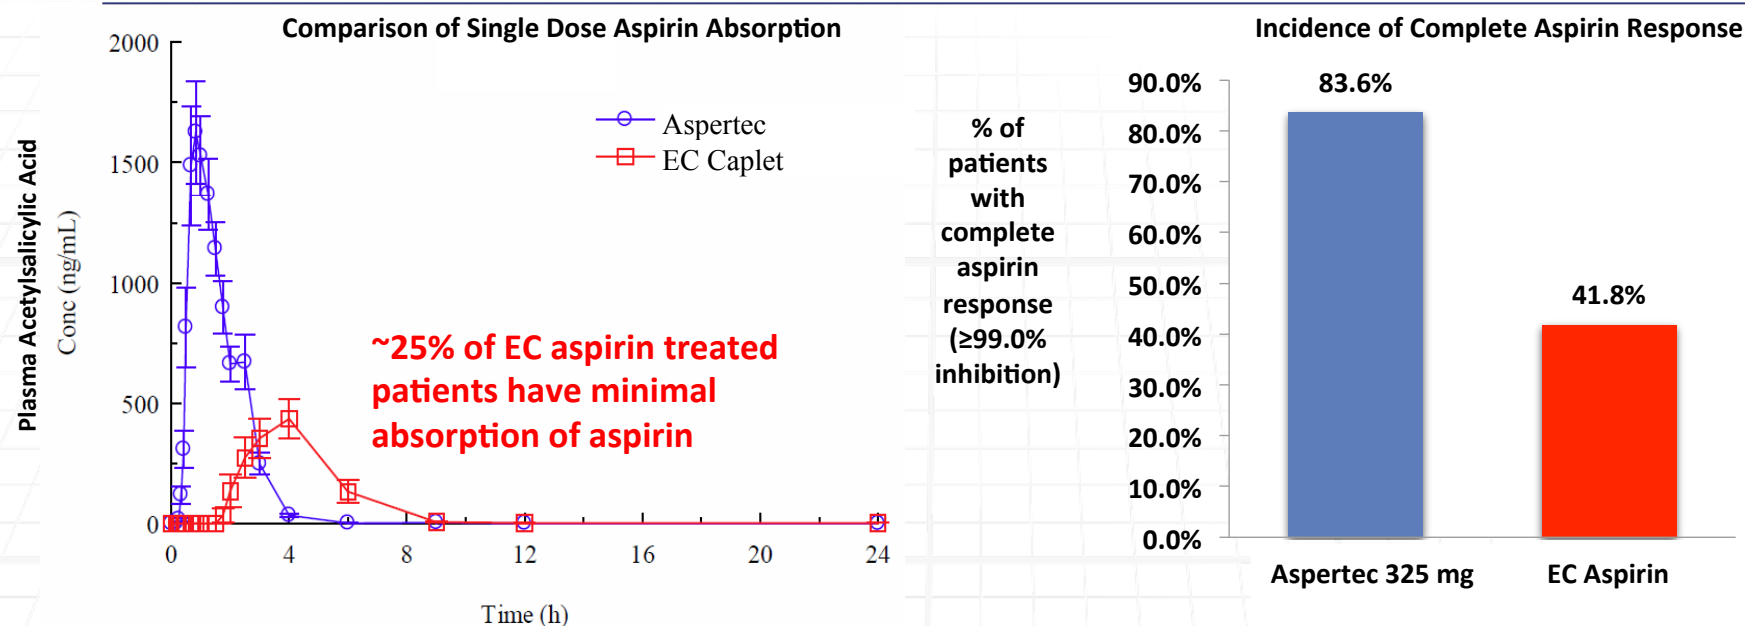 Comparison of Single Dose Aspirin Absorption
Plasma Acetylsalicylic Acid
Conc (ng/mL)
2000
1500
1000
500
0
Aspertec
EC Caplet
~25% of EC aspirin treated
patients have minimal
absorption of aspirin
0 4 8 12 16 20 24
Time (h)
Incidence of Complete Aspirin Response
% of
patients
with
complete
aspirin
response
(≥99.0%
inhibition)
90.0%
80.0%
70.0%
60.0%
50.0%
40.0%
30.0%
20.0%
10.0%
0.0%
83.6%
41.8%
Aspertec 325 mg
EC Aspirin